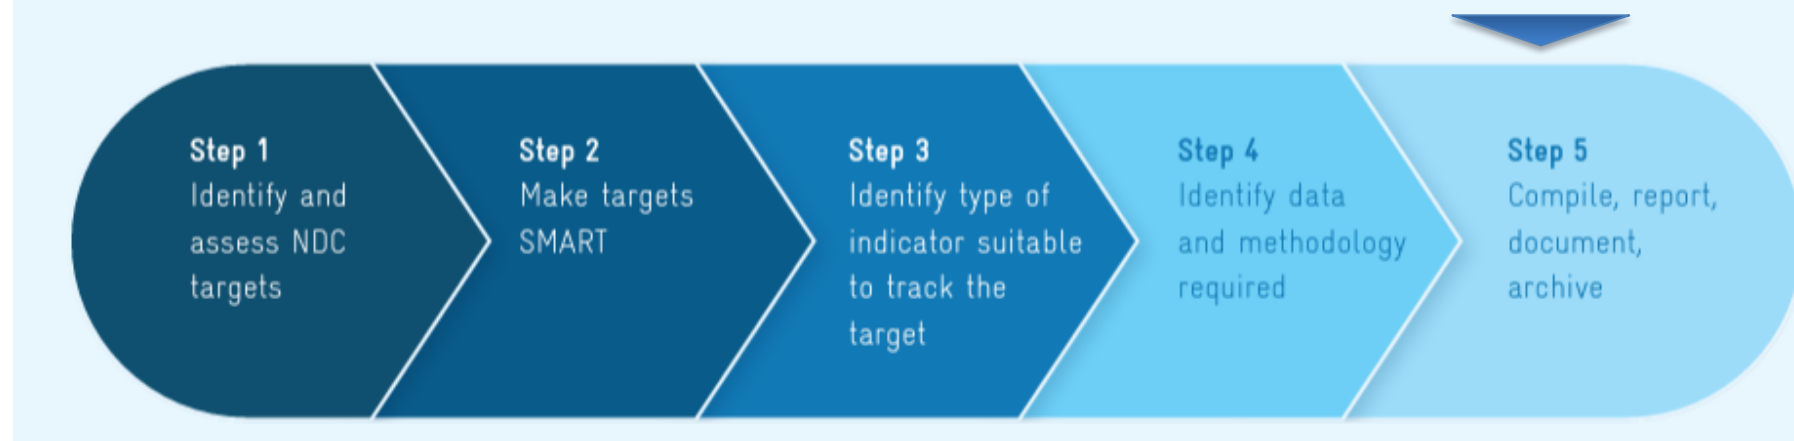 Step 1
Identify and
assess NDC
targets
Step 2
Make targets
SMART
Step 3
Identify type of
indicator suitable
to track the
target
Step 4
Identify data
and methodology
required
Step 5
Compile, report,
document,
archive